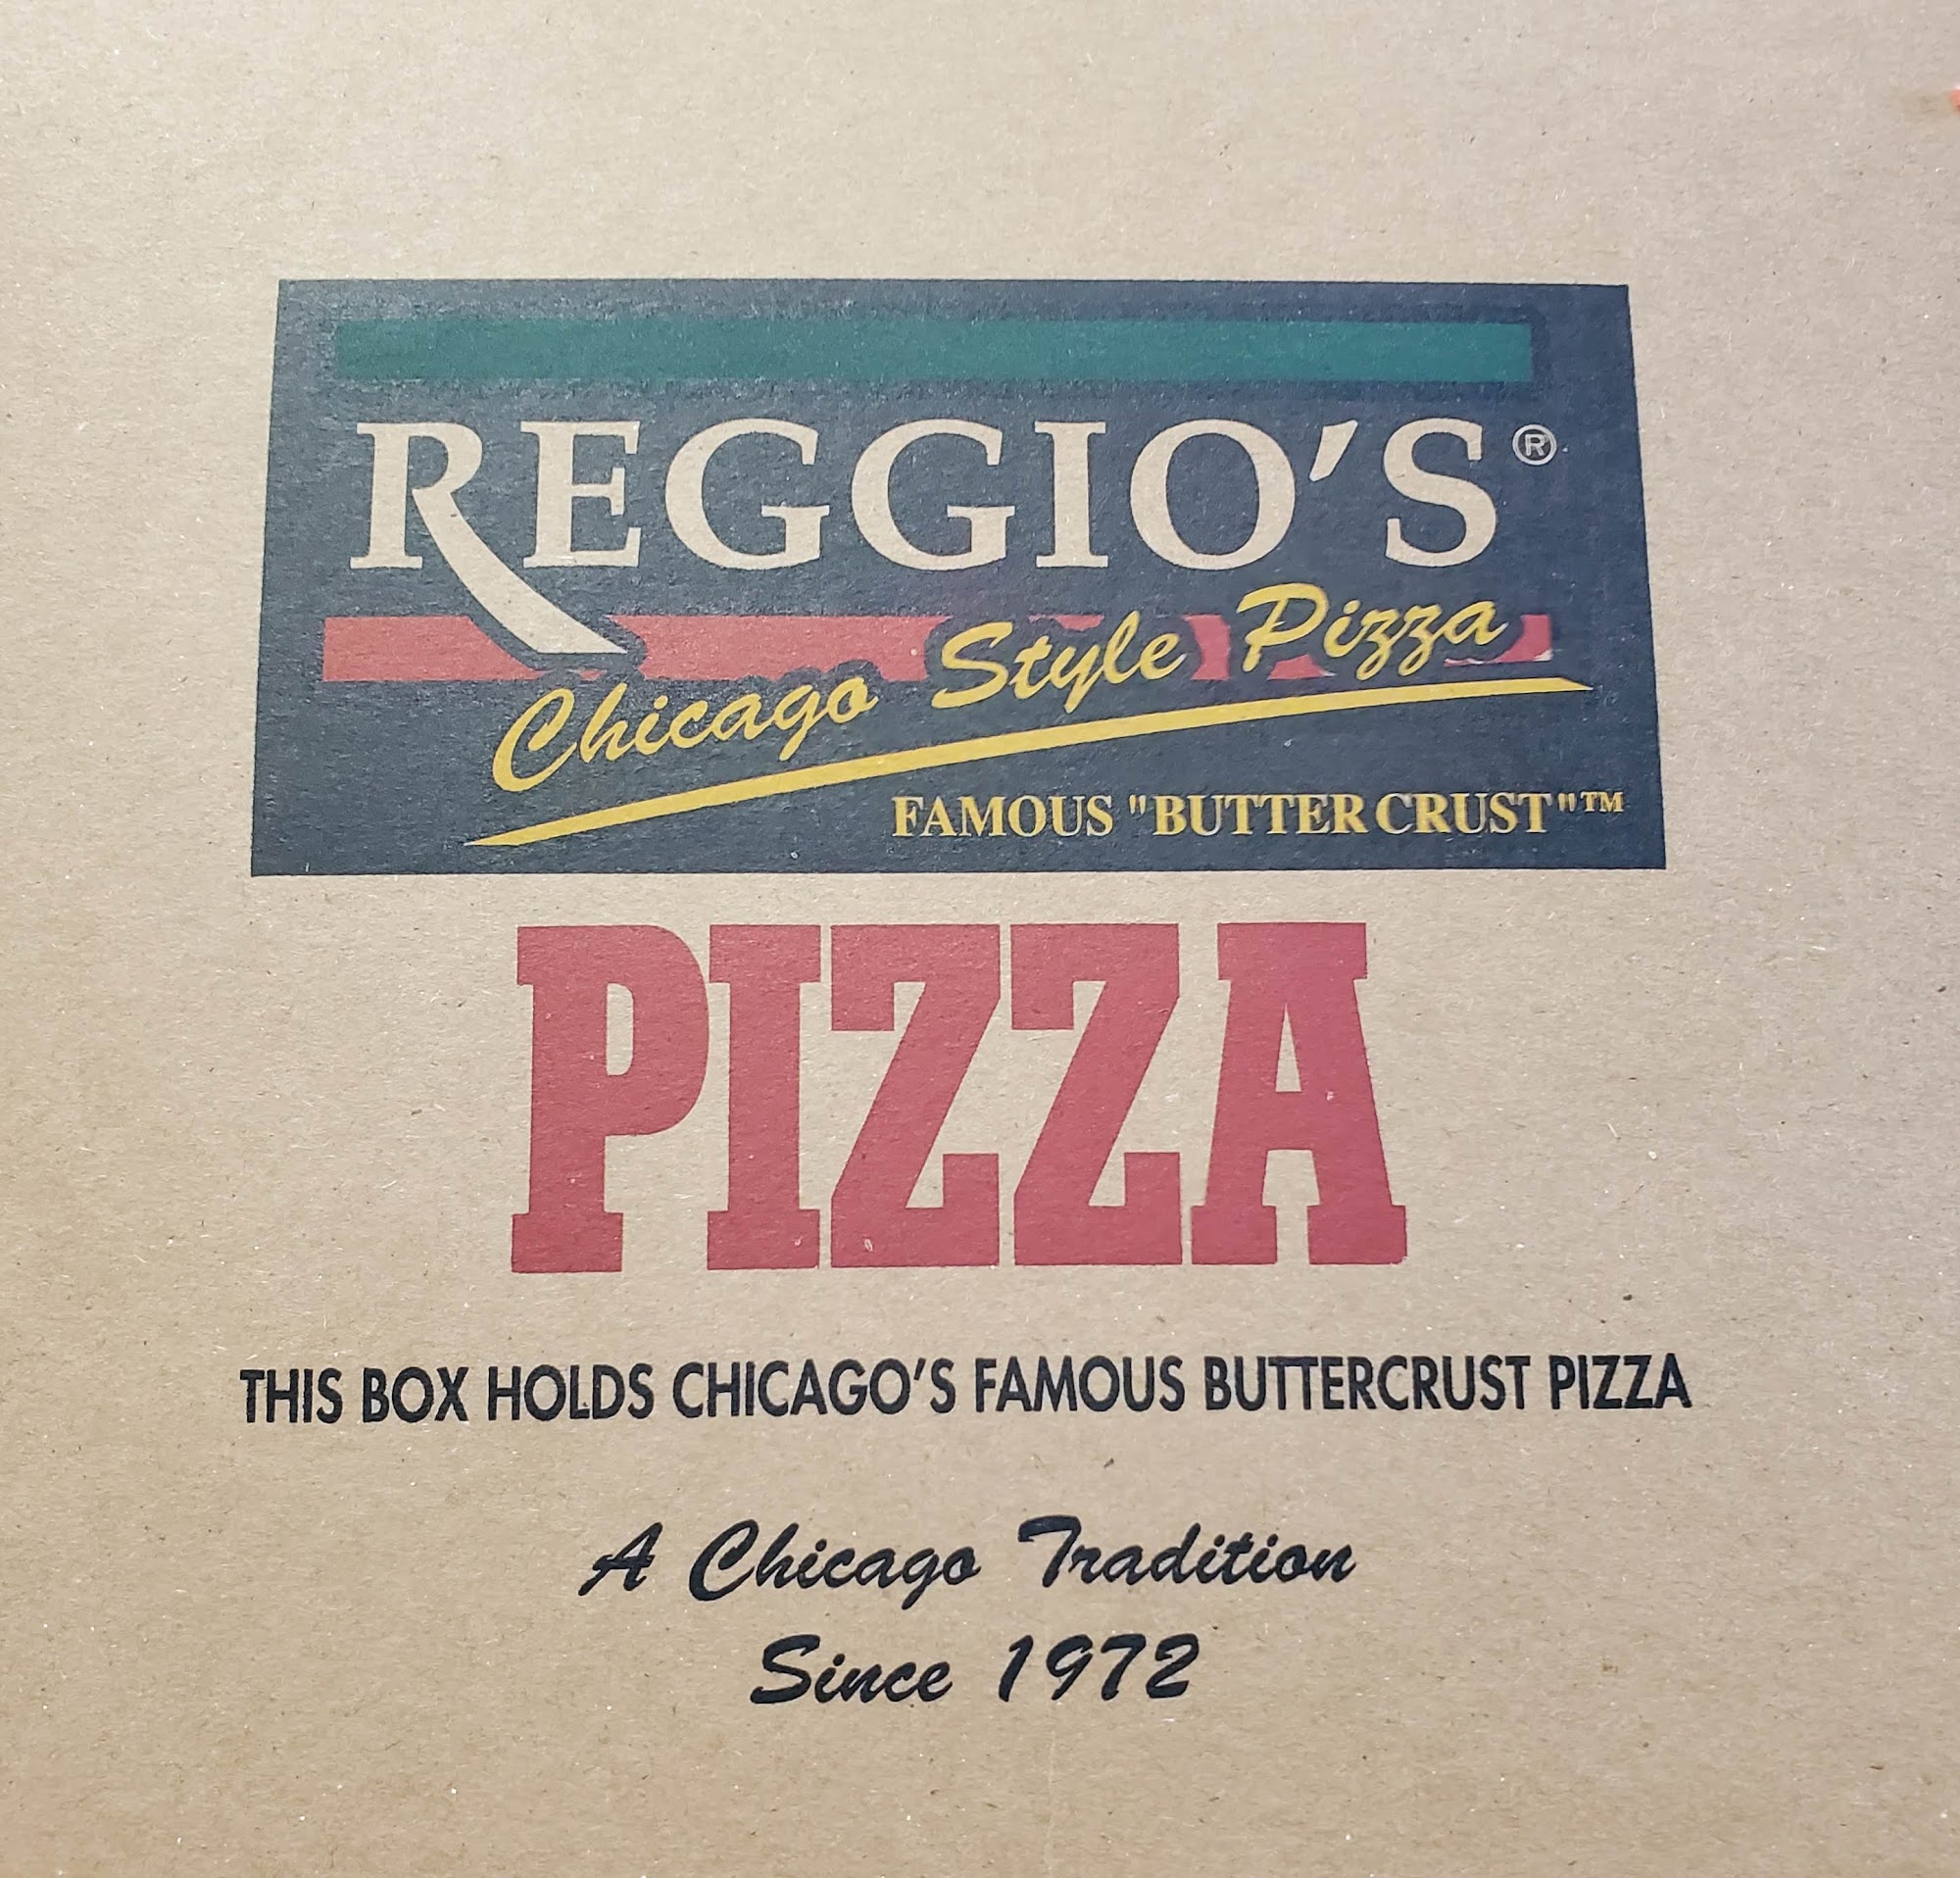 REGGIO'S®
Chicago Style Pizza
FAMOUS "BUTTER CRUST"™
PIZZA
THIS BOX HOLDS CHICAGO'S FAMOUS BUTTERCRUST PIZZA
A Chicago Tradition
Since 1972